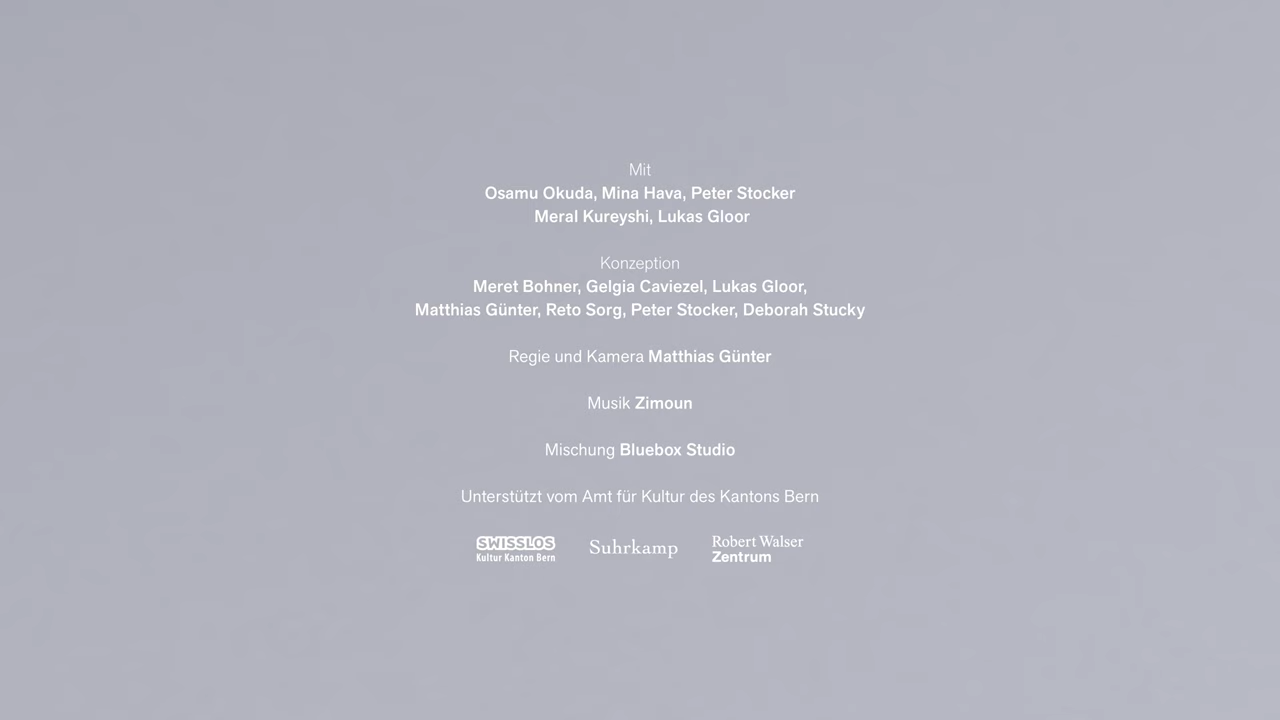 Mit
Osamu Okuda, Mina Hava, Peter Stocker
Meral Kureyshi, Lukas Gloor
Konzeption
Meret Bohner, Gelgia Caviezel, Lukas Gloor,
Matthias Günter, Reto Sorg, Peter Stocker, Deborah Stucky
Regie und Kamera Matthias Günter
Musik Zimoun
Mischung Bluebox Studio
Unterstützt vom Amt für Kultur des Kantons Bern
SWISSLOS
Kultur Kanton Bern
Suhrkamp
Robert Walser
Zentrum